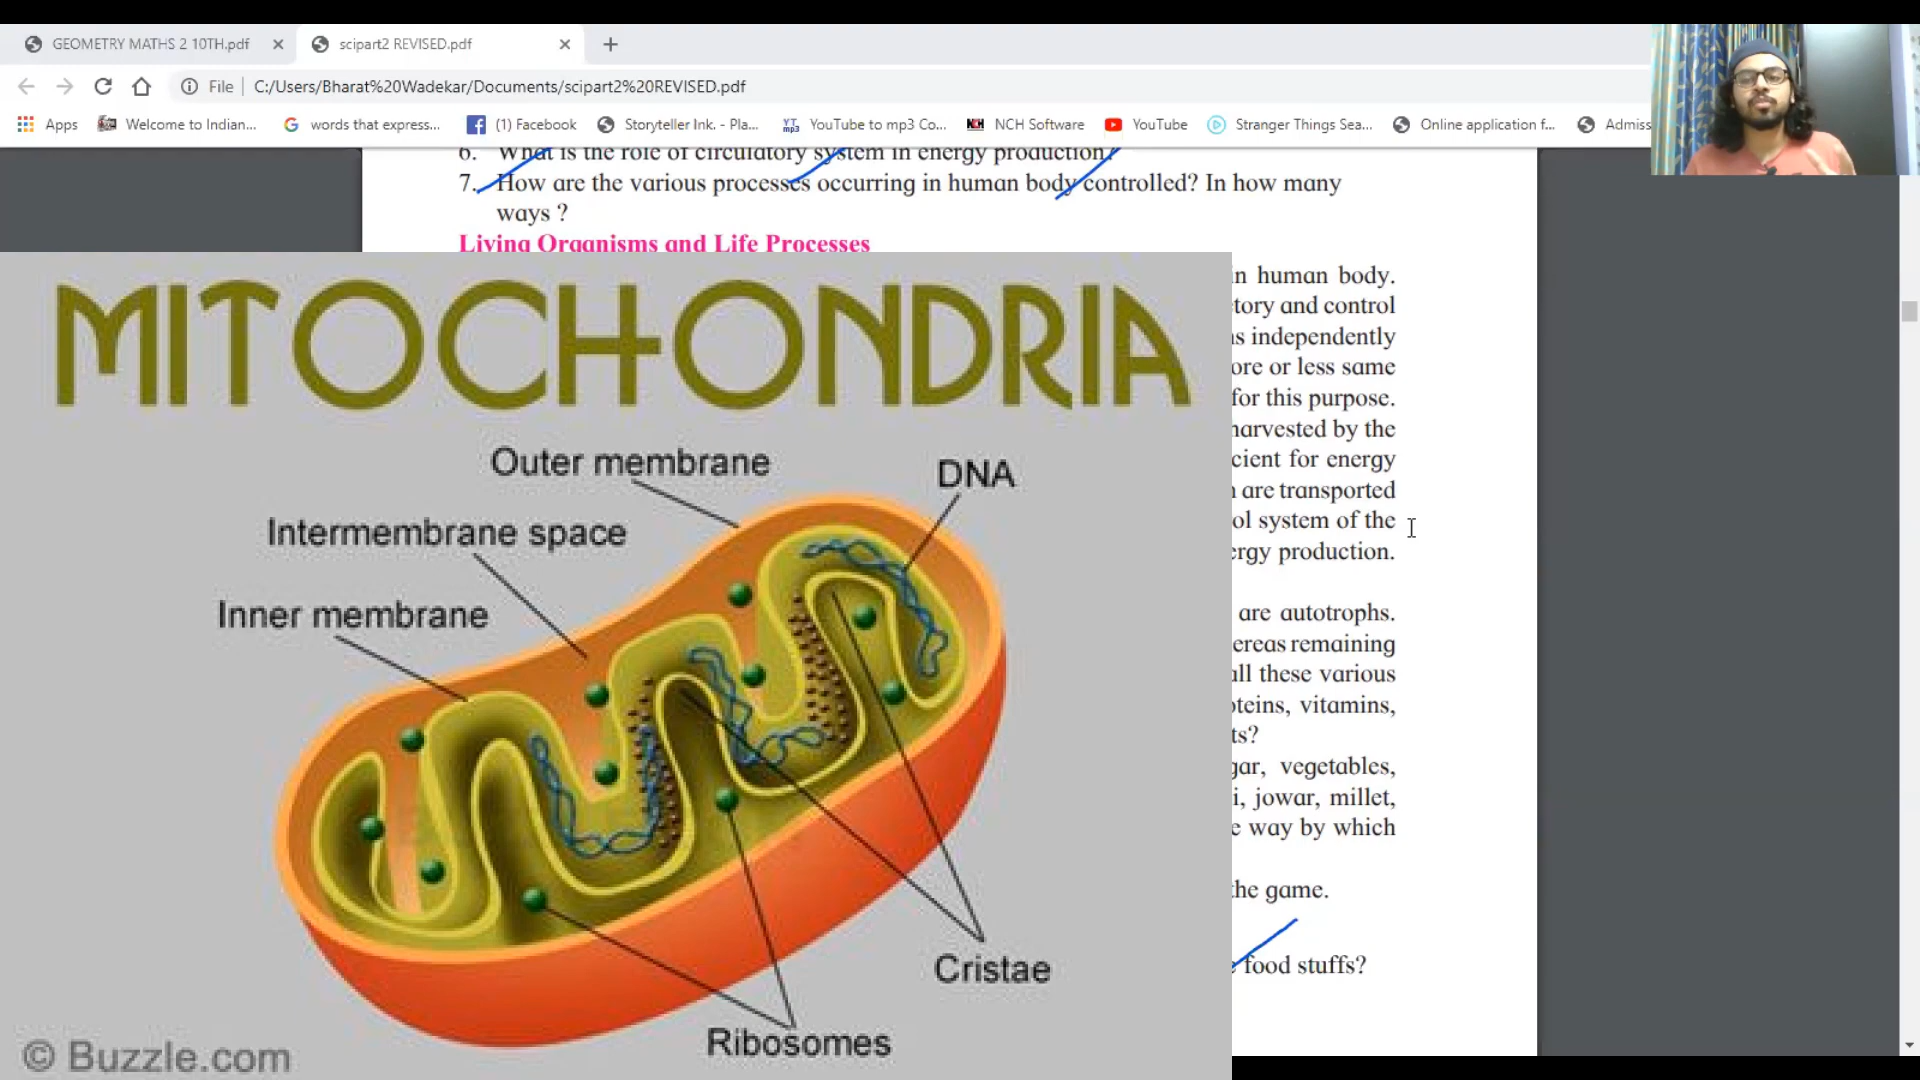 GEOMETRY MATHS 2 10TH.pdf
scipart2 REVISED.pdf
File C:/Users/Bharat%20Wadekar/Documents/scipart2%20REVISED.pdf
Apps Welcome to Indian... words that express... (1) Facebook Storyteller Ink. - Pla... YouTube to mp3 Co... NCH Software YouTube Stranger Things Sea... Online application f... Admiss
6. What is the role of circulatory system in energy production?
7. How are the various processes occurring in human body controlled? In how many
ways ?
Living Organisms and Life Processes
in human body.
tory and control
independently
ore or less same
for this purpose.
harvested by the
cient for energy
are transported
ol system of the
ergy production.
are autotrophs.
ereas remaining
all these various
oteins, vitamins,
ts?
gar, vegetables,
i, jowar, millet,
e way by which
the game.
food stuffs?
MITOCHONDRIA
Outer membrane
DNA
Intermembrane space
Inner membrane
Cristae
Ribosomes
© Buzzle.com